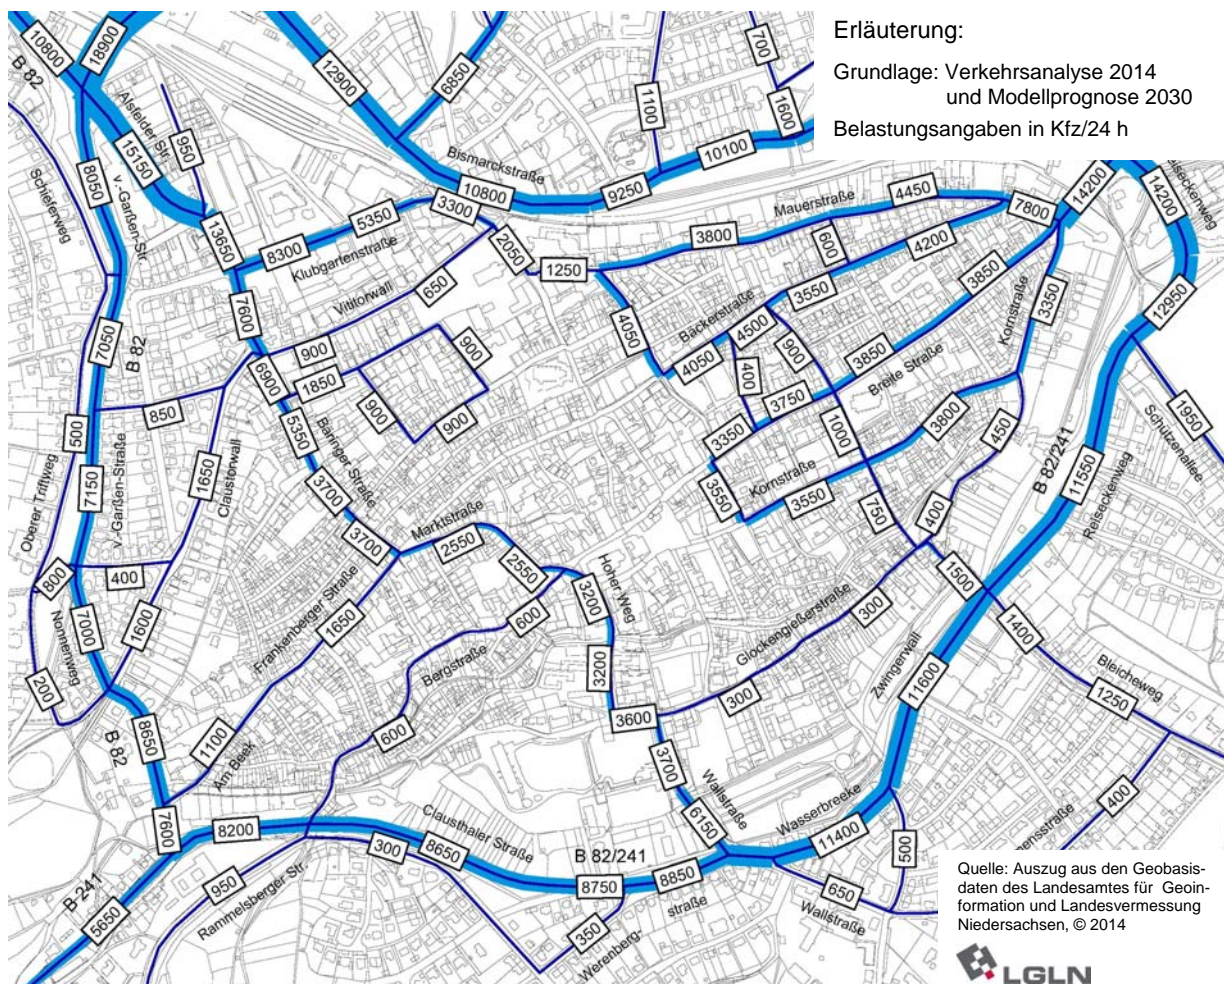 Erläuterung:
Grundlage: Verkehrsanalyse 2014
und Modellprognose 2030
Belastungsangaben in Kfz/24 h
10800
18900
B 82
12900
6850
700
1100
1600
10100
Alsfelder Str.
950
15150
8050
v.-Garßen-Str.
Schieferweg
Bismarckstraße
10800
9250
3300
5350
8300
Klubgartenstraße
13650
2050
1250
3800
Mauerstraße
4450
7800
14200
14200
600
4200
3850
3350
12950
Vititorwall
650
7600
7050
B 82
900
6900
1850
900
900
900
4050
Bäckerstraße
4050
4500
3550
400
900
3850
Breite Straße
Kornstraße
3750
3350
1000
3800
450
B 82/241
11550
Reiseckenweg
1950
Schützenallee
850
500
7150
v.-Garßen-Straße
Oberer Triftweg
1650
Claustorwall
5350
Bäringer Straße
3700
3700
Marktstraße
2550
2550
Kornstraße
3550
3550
750
400
1500
800
400
7000
1600
Nonnenweg
200
Frankenberger Straße
1650
600
3200
Hoher Weg
3200
Bergstraße
600
Glockengießerstraße
300
300
3600
Zwingerwall
11600
1400
Bleicheweg
1250
B 82
8650
1100
Am Beek
3700
Wallstraße
6150
Wasserbreeke
11400
500
400
7600
8200
Clausthaler Straße
8650
300
B 82/241
8750
8850
650
Wallstraße
B 241
5650
950
Rammelsberger Str.
350
Werenberg-
straße
Quelle: Auszug aus den Geobasis-
daten des Landesamtes für Geoin-
formation und Landesvermessung
Niedersachsen, © 2014
LGLN